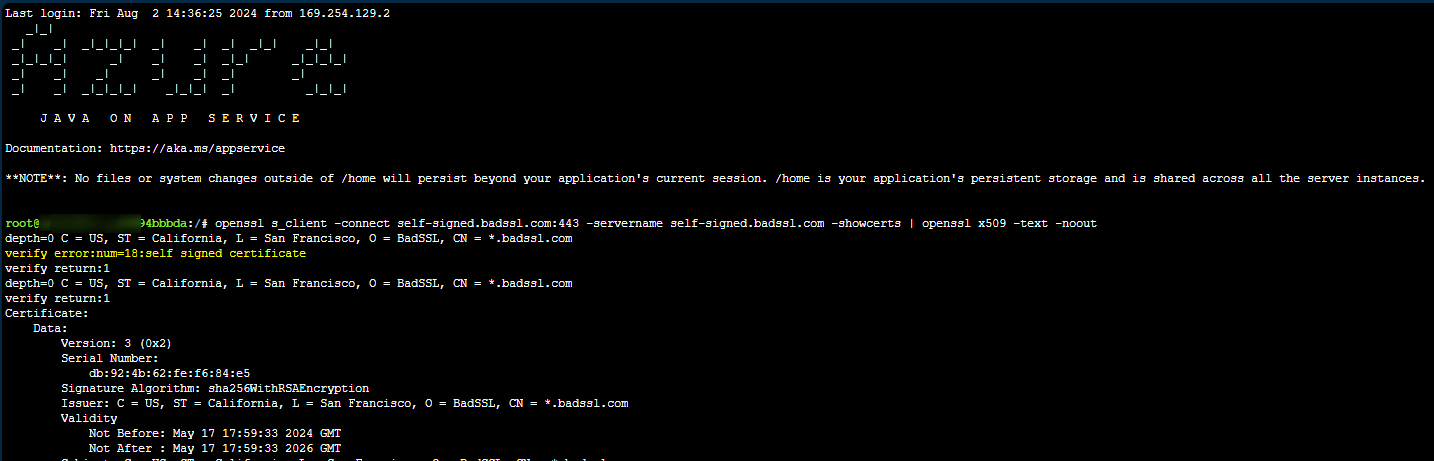 Last login: Fri Aug  2 14:36:25 2024 from 169.254.129.2
Azure
J A V A   O N   A P P   S E R V I C E
Documentation: https://aka.ms/appservice
**NOTE**: No files or system changes outside of /home will persist beyond your application's current session. /home is your application's persistent storage and is shared across all the server instances.
root@94bbbda:/# openssl s_client -connect self-signed.badssl.com:443 -servername self-signed.badssl.com -showcerts | openssl x509 -text -noout
depth=0 C = US, ST = California, L = San Francisco, O = BadSSL, CN = *.badssl.com
verify error:num=18:self signed certificate
verify return:1
depth=0 C = US, ST = California, L = San Francisco, O = BadSSL, CN = *.badssl.com
verify return:1
Certificate:
    Data:
        Version: 3 (0x2)
        Serial Number:
            db:92:4b:62:fe:f6:84:e5
        Signature Algorithm: sha256WithRSAEncryption
        Issuer: C = US, ST = California, L = San Francisco, O = BadSSL, CN = *.badssl.com
        Validity
            Not Before: May 17 17:59:33 2024 GMT
            Not After : May 17 17:59:33 2026 GMT